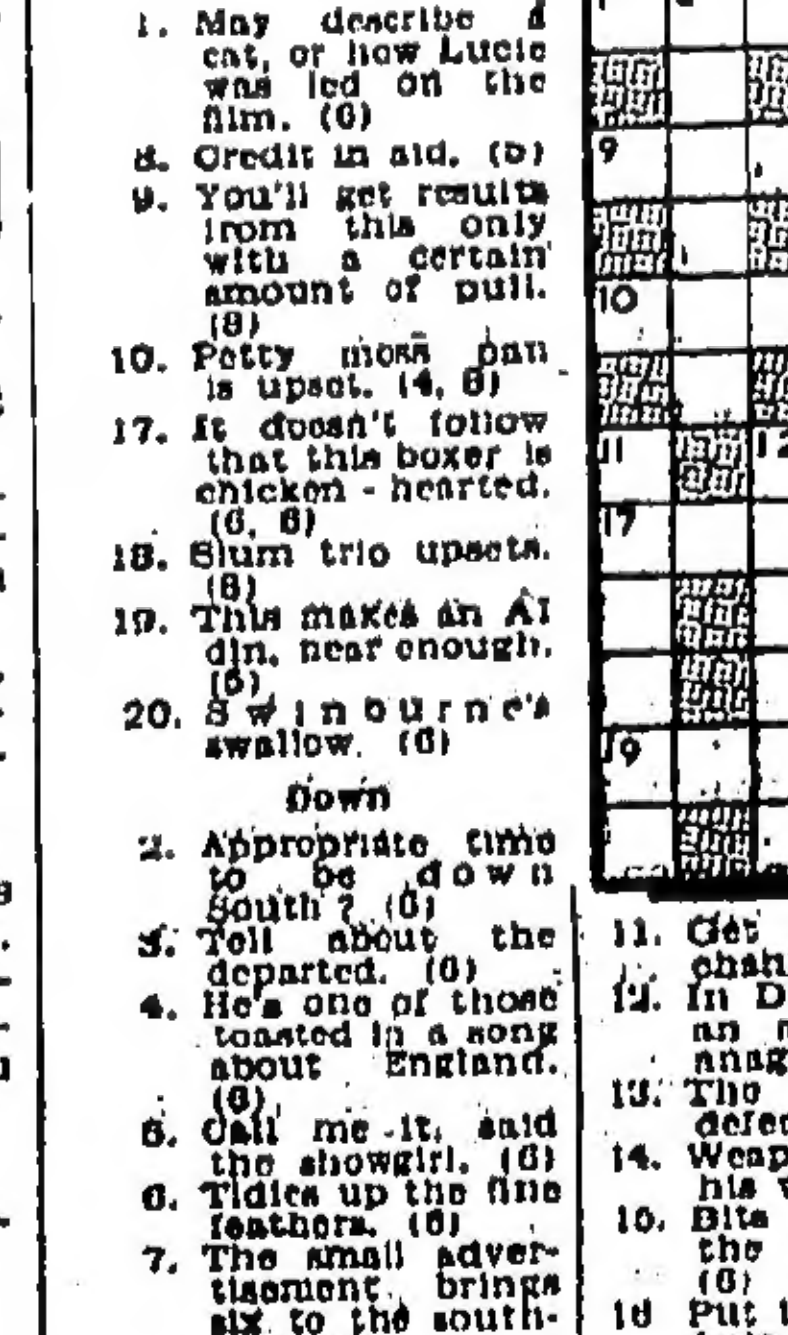 1. May describe a
cat, or how Lucie
was led on the
film. (6)
8. Credit in aid. (5)
9. You'll get results
from this only
with a certain
amount of pull.
(8)
10. Petty moss pan
is upset. (4, 8)
17. It doesn't follow
that this boxer is
chicken - hearted.
(6, 6)
18. Slum trio upsets.
(8)
19. This makes an A1
din, near enough.
(5)
20. Swinburne's
swallow. (6)
Down
2. Appropriate time
to be down
South? (6)
3. Tell about the
departed. (6)
4. He's one of those
toasted in a song
about England.
(6)
5. Call me it, said
the showgirl. (6)
6. Tidies up the fine
feathers. (6)
7. The small adver-
tisement brings
six to the south-
9
10
11
12
17
19
11. Get
12. In D
an
anag
13. The
defec
14. Weap
his
16. Bits
the
(6)
Put